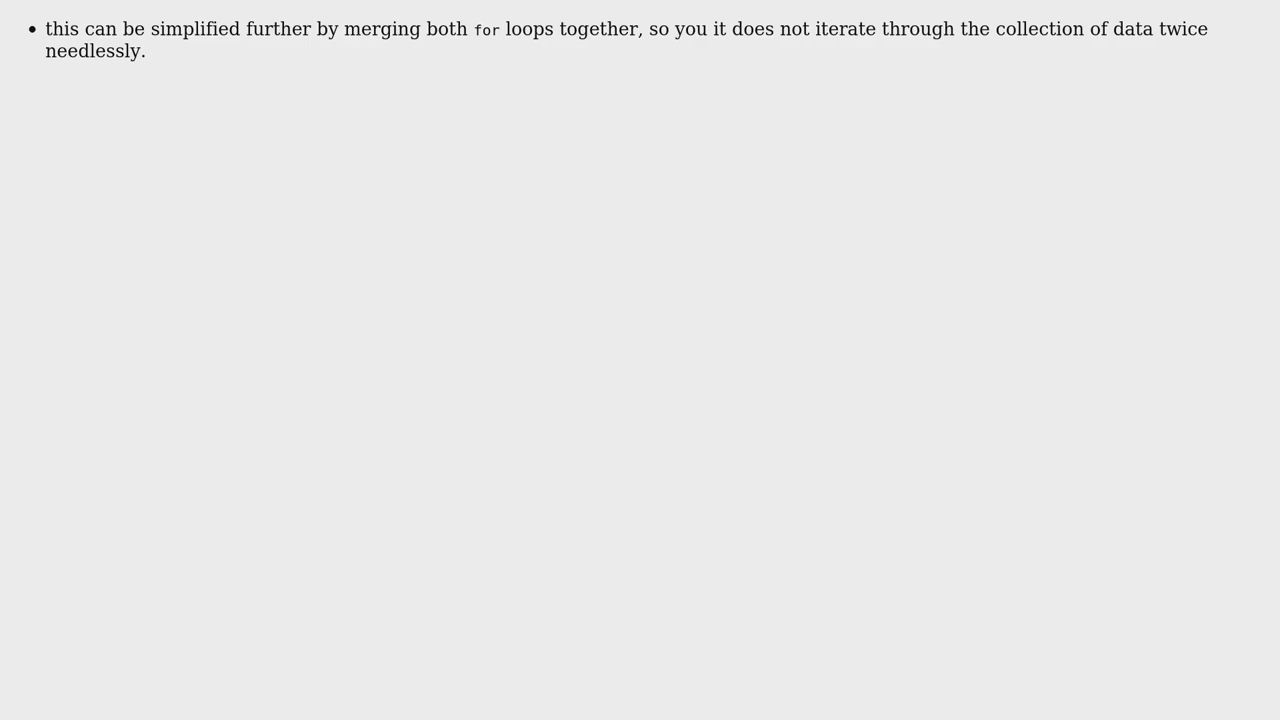 • this can be simplified further by merging both for loops together, so you it does not iterate through the collection of data twice
needlessly.